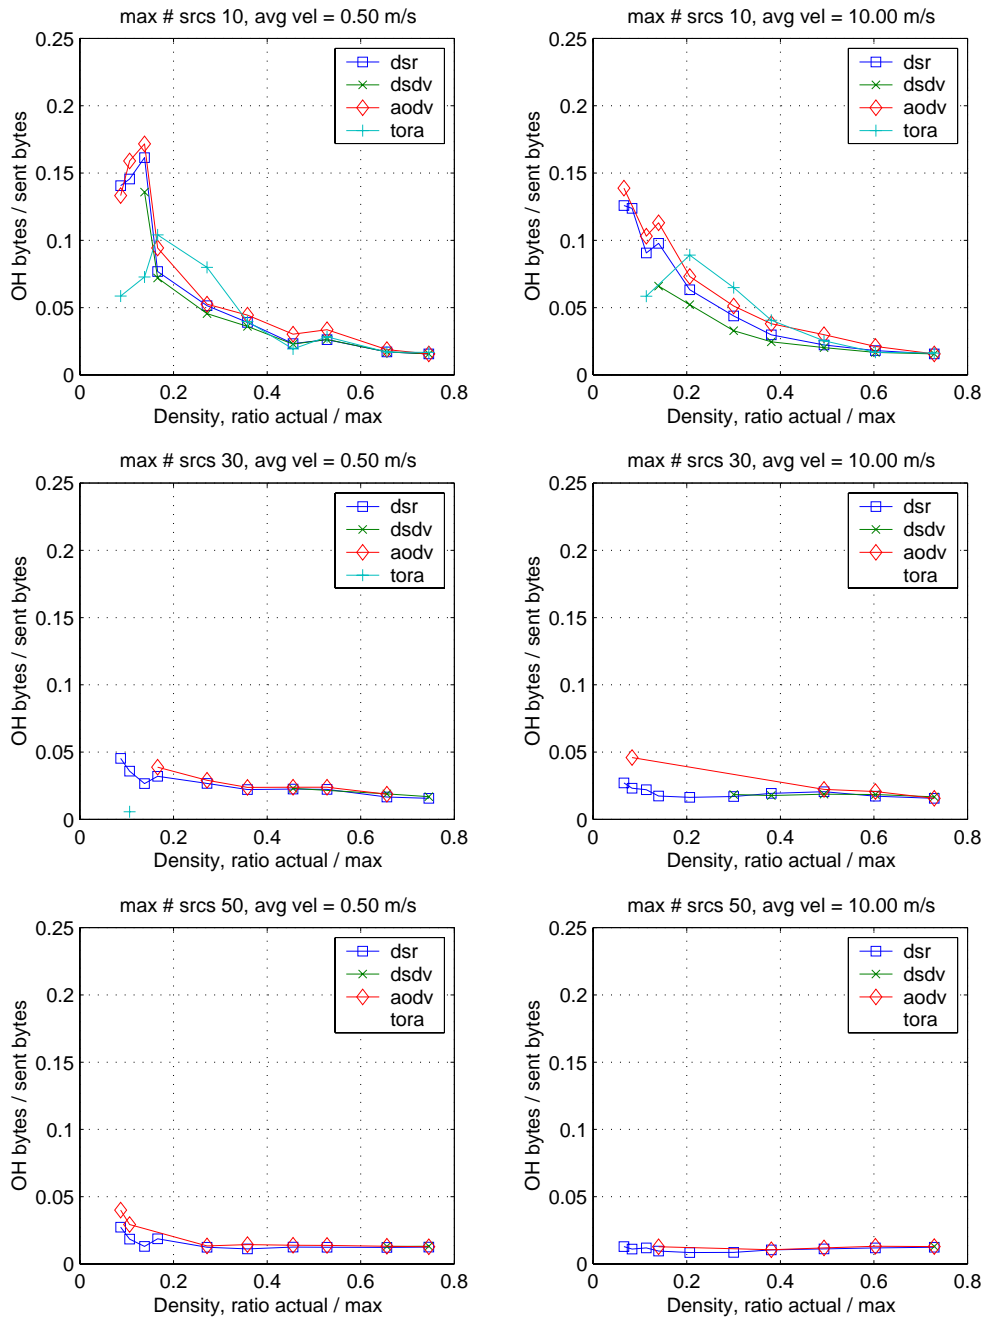 max # srcs 10, avg vel = 0.50 m/s
0.25
0.2
0.15
0.1
0.05
0
OH bytes / sent bytes
dsr
dsdv
aodv
tora
0 0.2 0.4 0.6 0.8
Density, ratio actual / max
max # srcs 10, avg vel = 10.00 m/s
0.25
0.2
0.15
0.1
0.05
0
OH bytes / sent bytes
dsr
dsdv
aodv
tora
0 0.2 0.4 0.6 0.8
Density, ratio actual / max
max # srcs 30, avg vel = 0.50 m/s
0.25
0.2
0.15
0.1
0.05
0
OH bytes / sent bytes
dsr
dsdv
aodv
tora
0 0.2 0.4 0.6 0.8
Density, ratio actual / max
max # srcs 30, avg vel = 10.00 m/s
0.25
0.2
0.15
0.1
0.05
0
OH bytes / sent bytes
dsr
dsdv
aodv
tora
0 0.2 0.4 0.6 0.8
Density, ratio actual / max
max # srcs 50, avg vel = 0.50 m/s
0.25
0.2
0.15
0.1
0.05
0
OH bytes / sent bytes
dsr
dsdv
aodv
tora
0 0.2 0.4 0.6 0.8
Density, ratio actual / max
max # srcs 50, avg vel = 10.00 m/s
0.25
0.2
0.15
0.1
0.05
0
OH bytes / sent bytes
dsr
dsdv
aodv
tora
0 0.2 0.4 0.6 0.8
Density, ratio actual / max